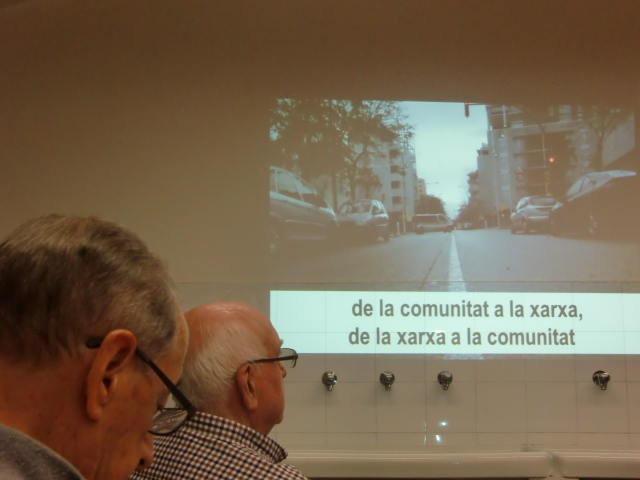 de la comunitat a la xarxa,
de la xarxa a la comunitat